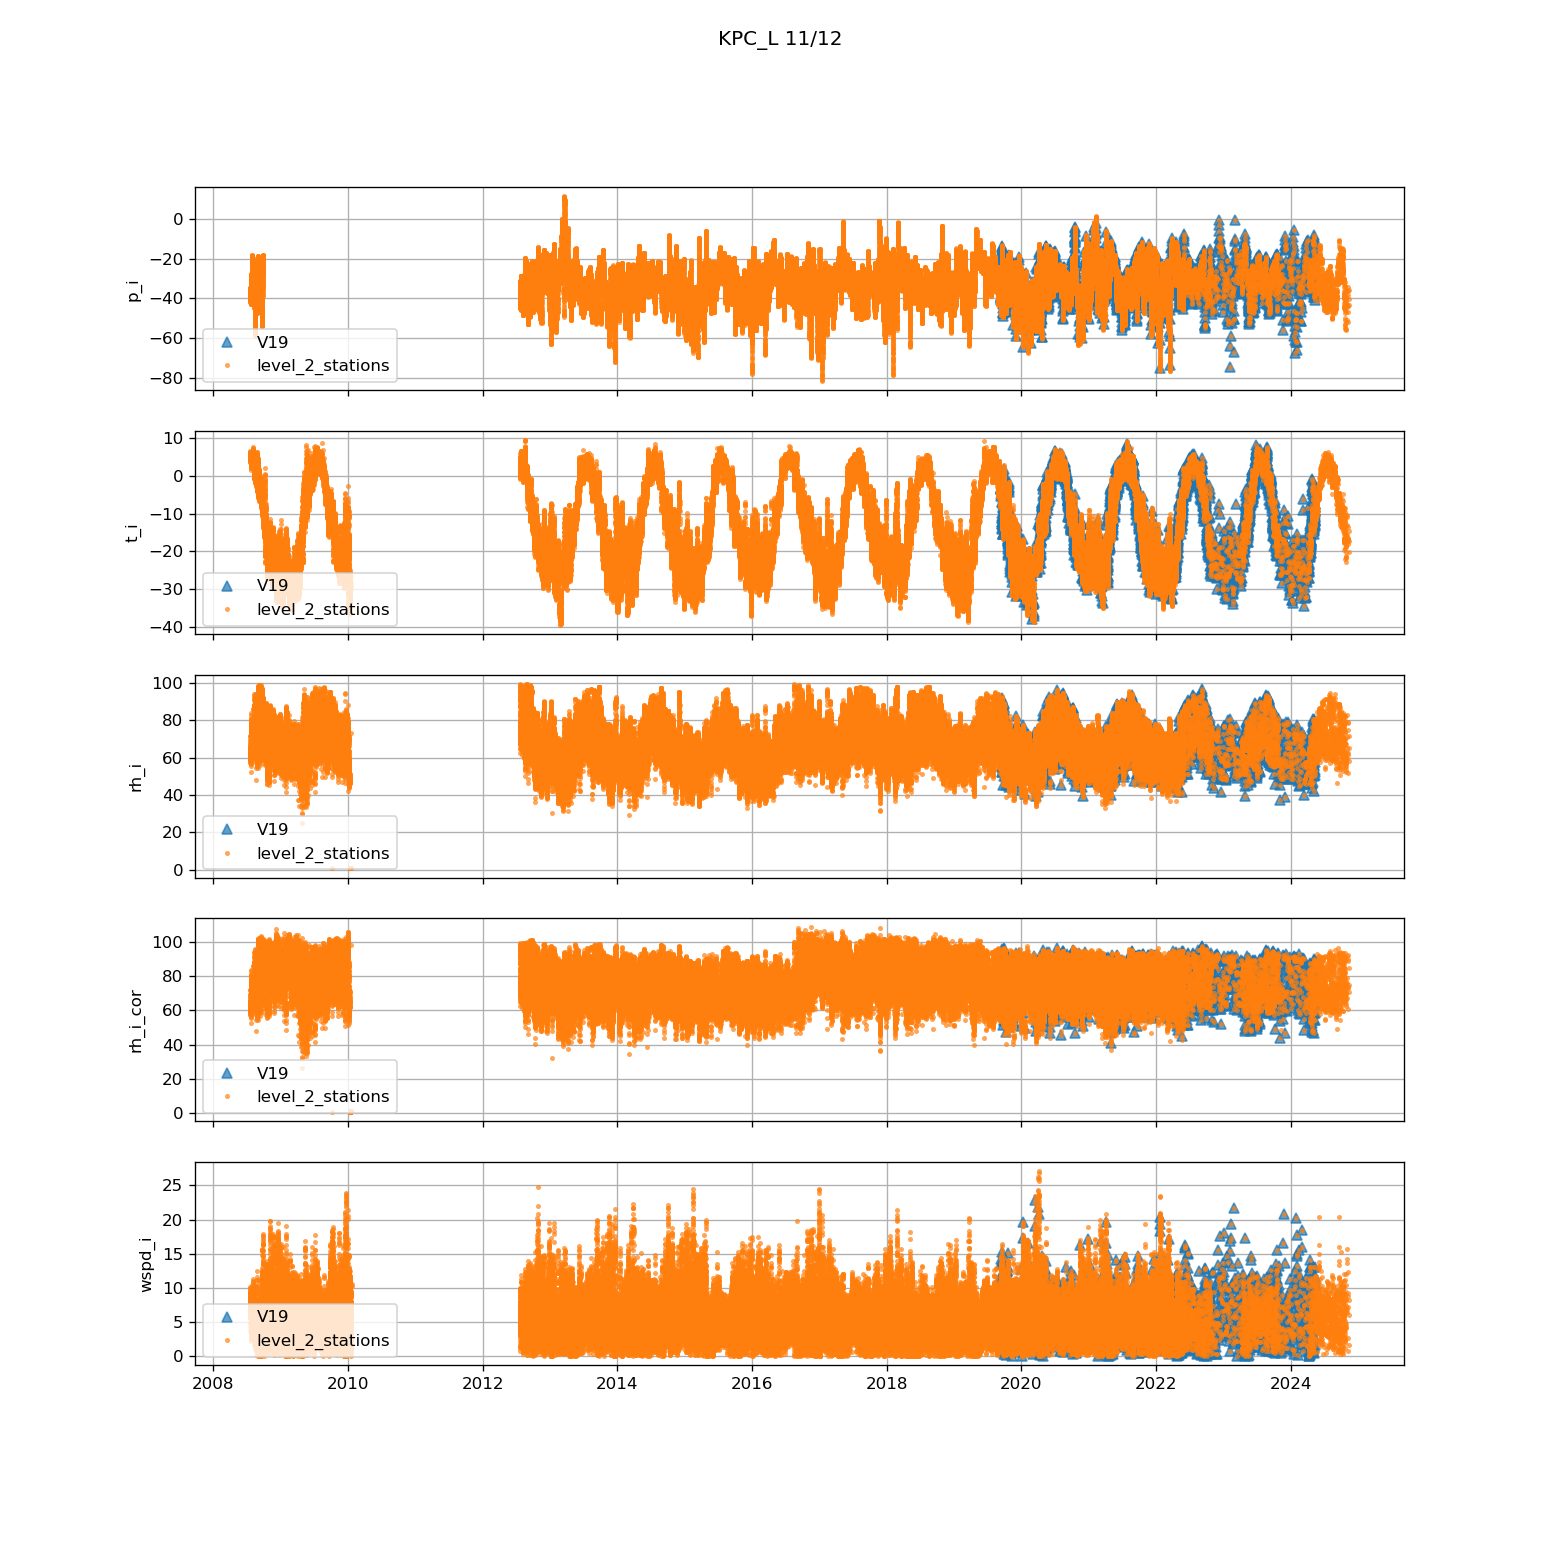 KPC_L 11/12
0
−20
−40
−60
−80
p_i
V19
level_2_stations
10
0
−10
−20
−30
−40
t_i
V19
level_2_stations
100
80
60
40
20
0
rh_i
V19
level_2_stations
100
80
60
40
20
0
rh_i_cor
V19
level_2_stations
25
20
15
10
5
0
wspd_i
V19
level_2_stations
2008 2010 2012 2014 2016 2018 2020 2022 2024